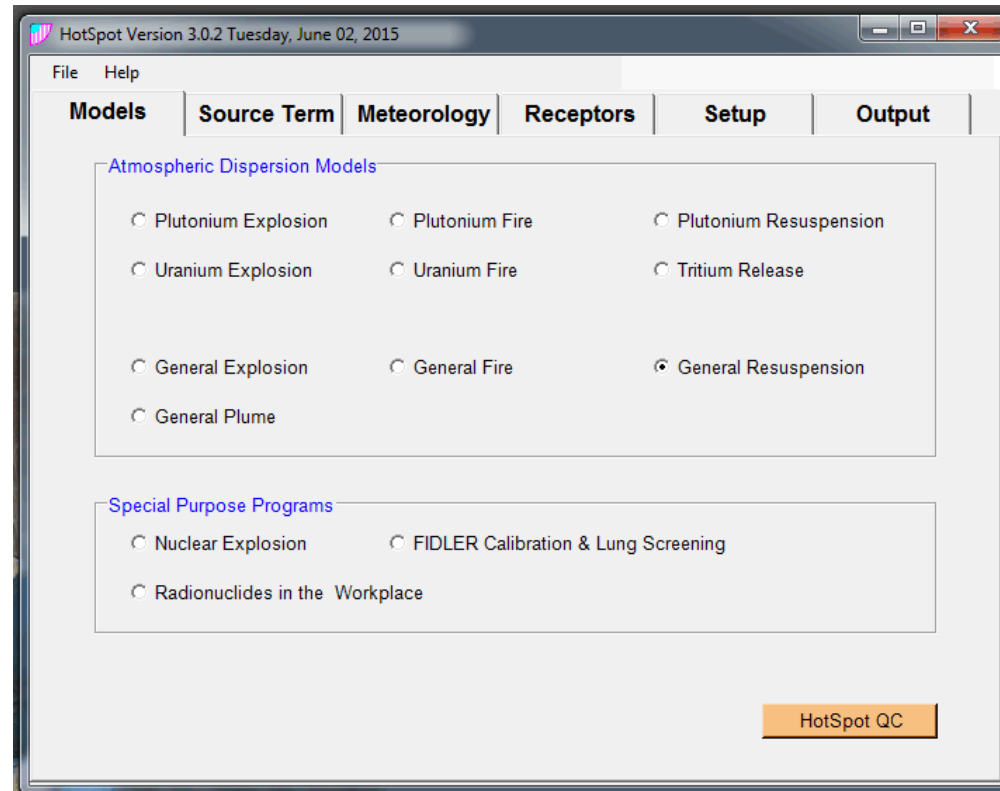 HotSpot Version 3.0.2 Tuesday, June 02, 2015
File Help
Models Source Term Meteorology Receptors Setup Output
Atmospheric Dispersion Models
Plutonium Explosion Plutonium Fire Plutonium Resuspension
Uranium Explosion Uranium Fire Tritium Release
General Explosion General Fire General Resuspension
General Plume
Special Purpose Programs
Nuclear Explosion FIDLER Calibration & Lung Screening
Radionuclides in the Workplace
HotSpot QC